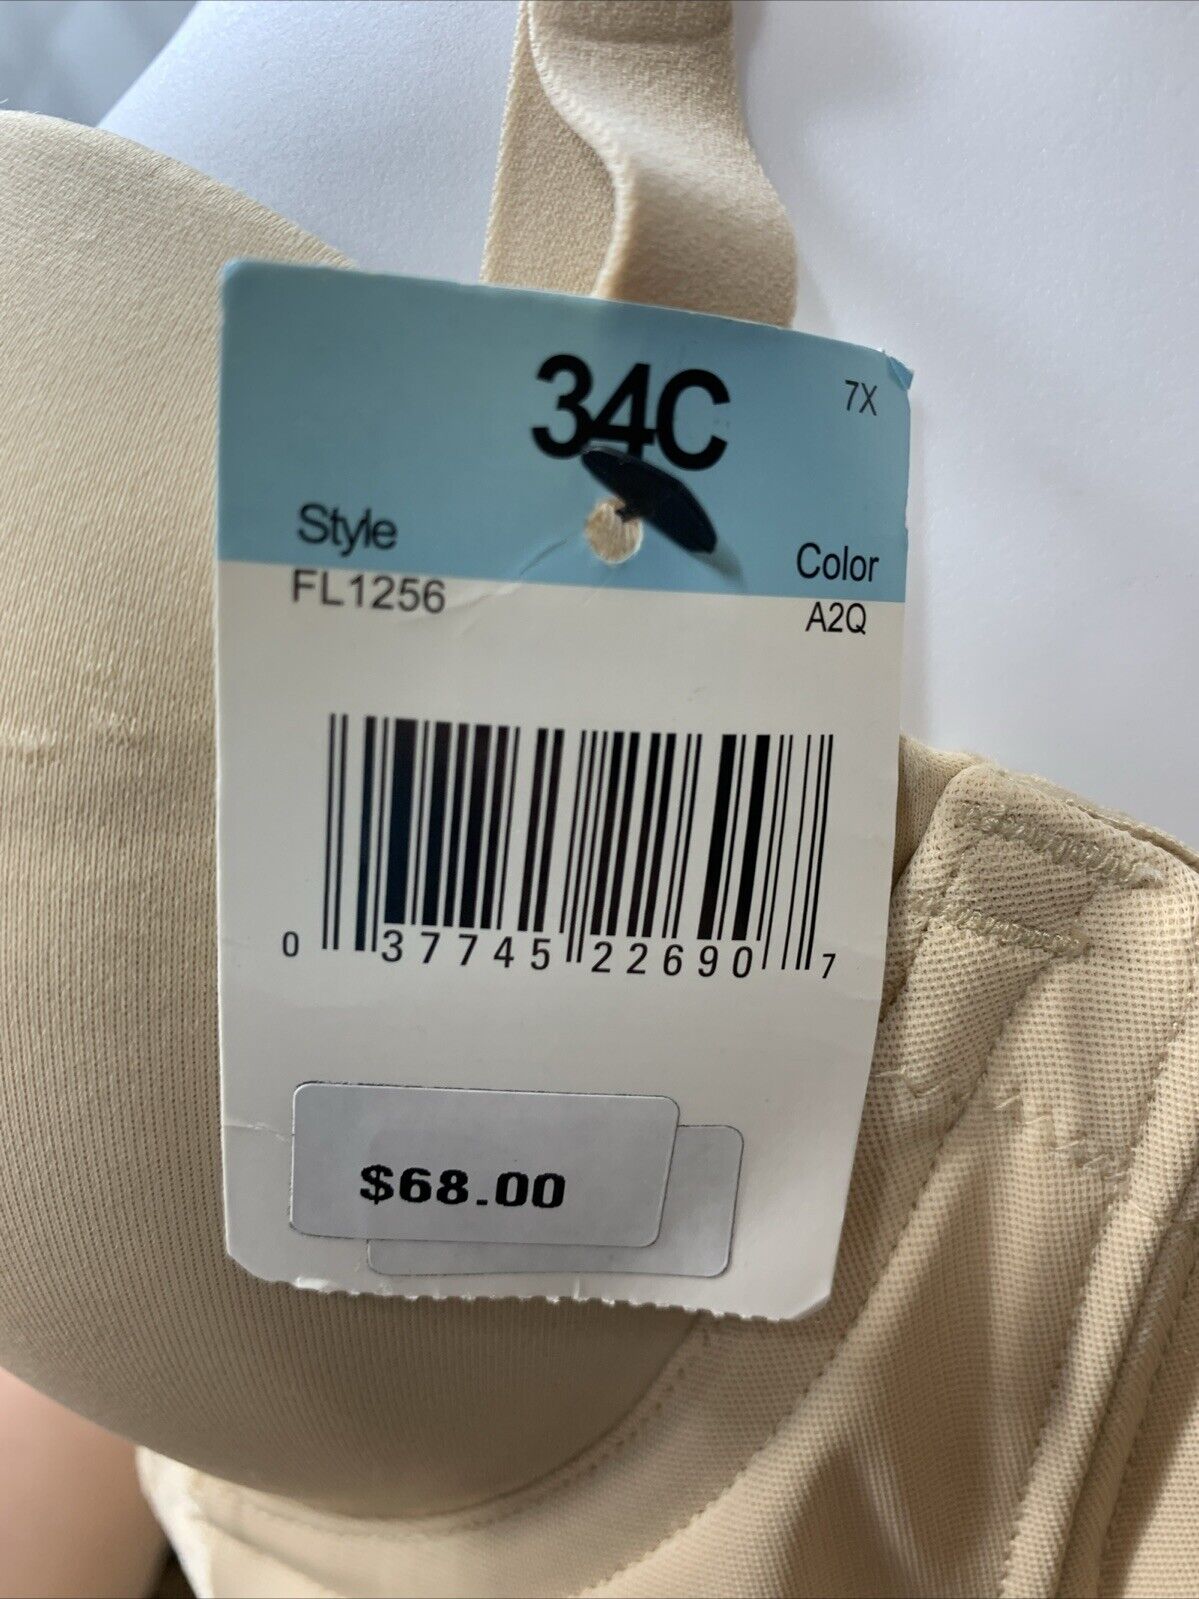 34C
7X
Style
Color
FL1256
A2Q
0 37745 22690 7
$68.00